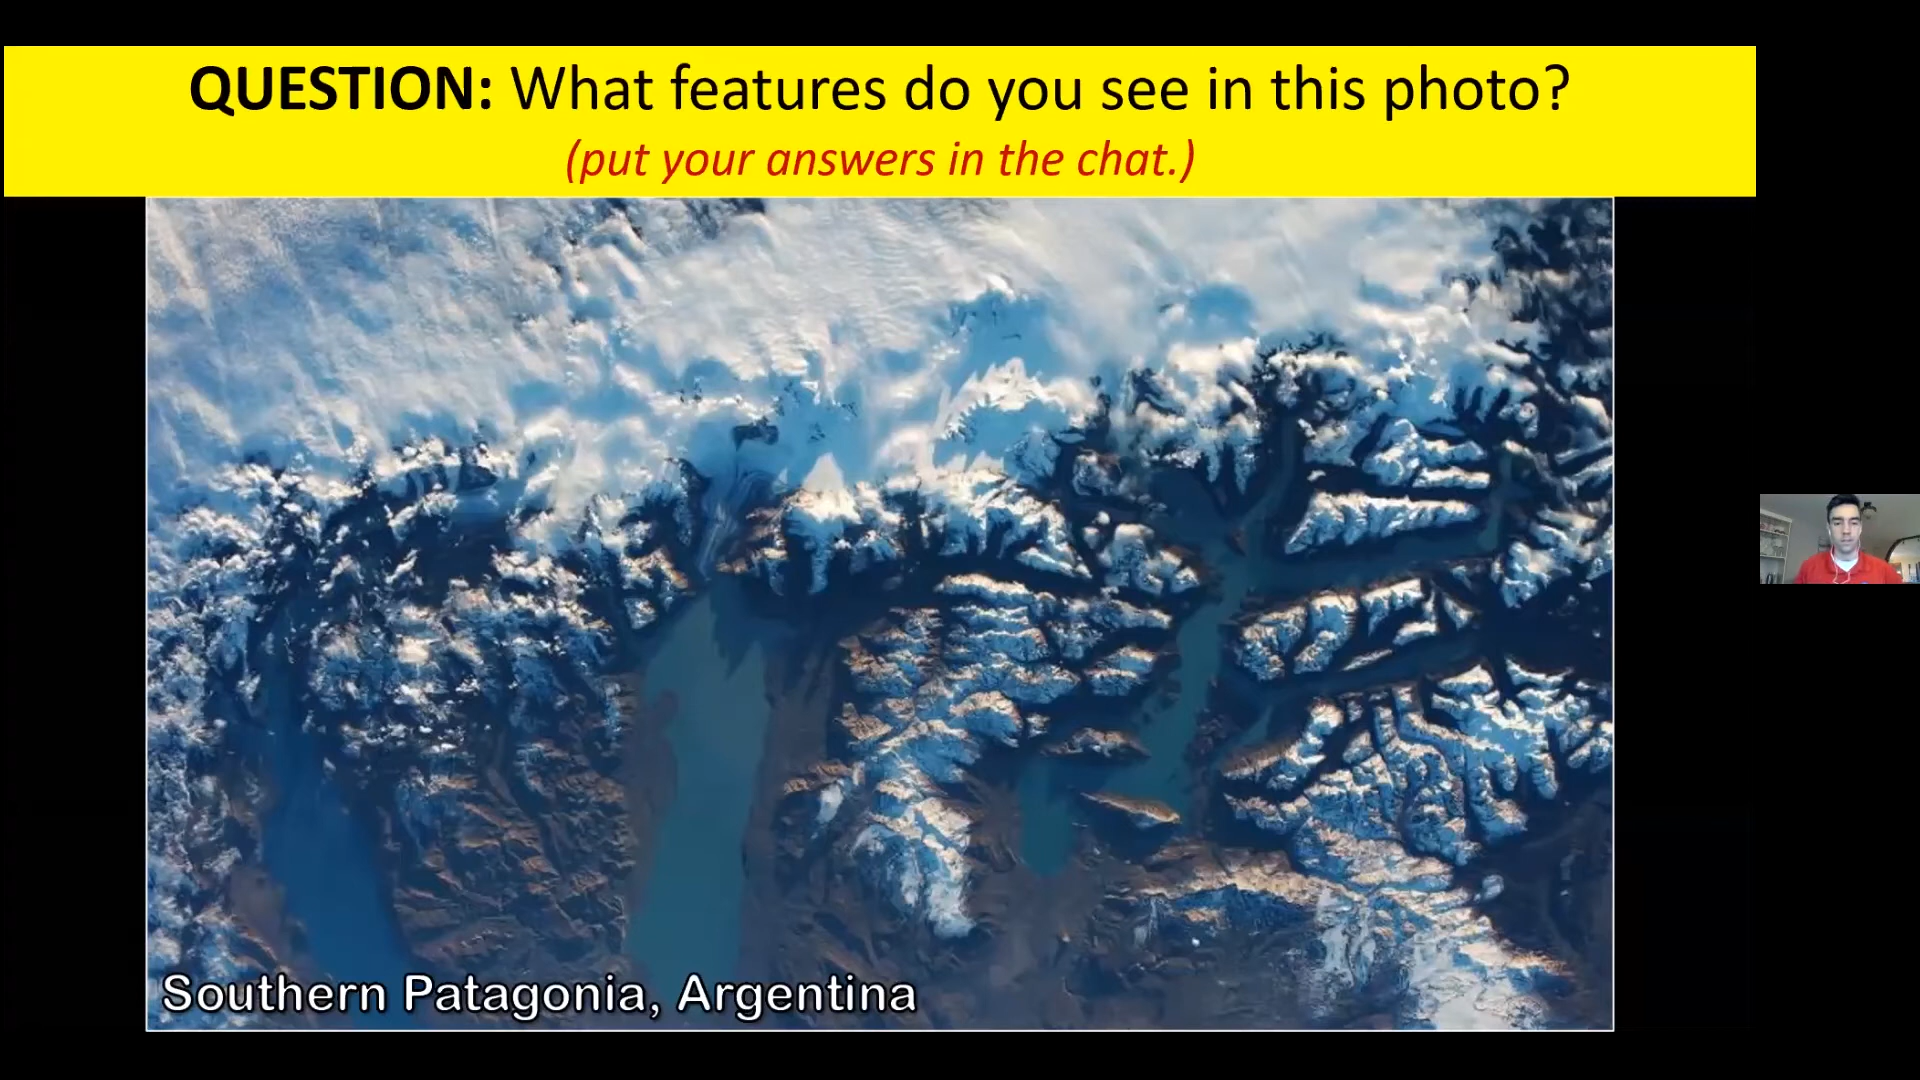 QUESTION: What features do you see in this photo?
(put your answers in the chat.)
Southern Patagonia, Argentina